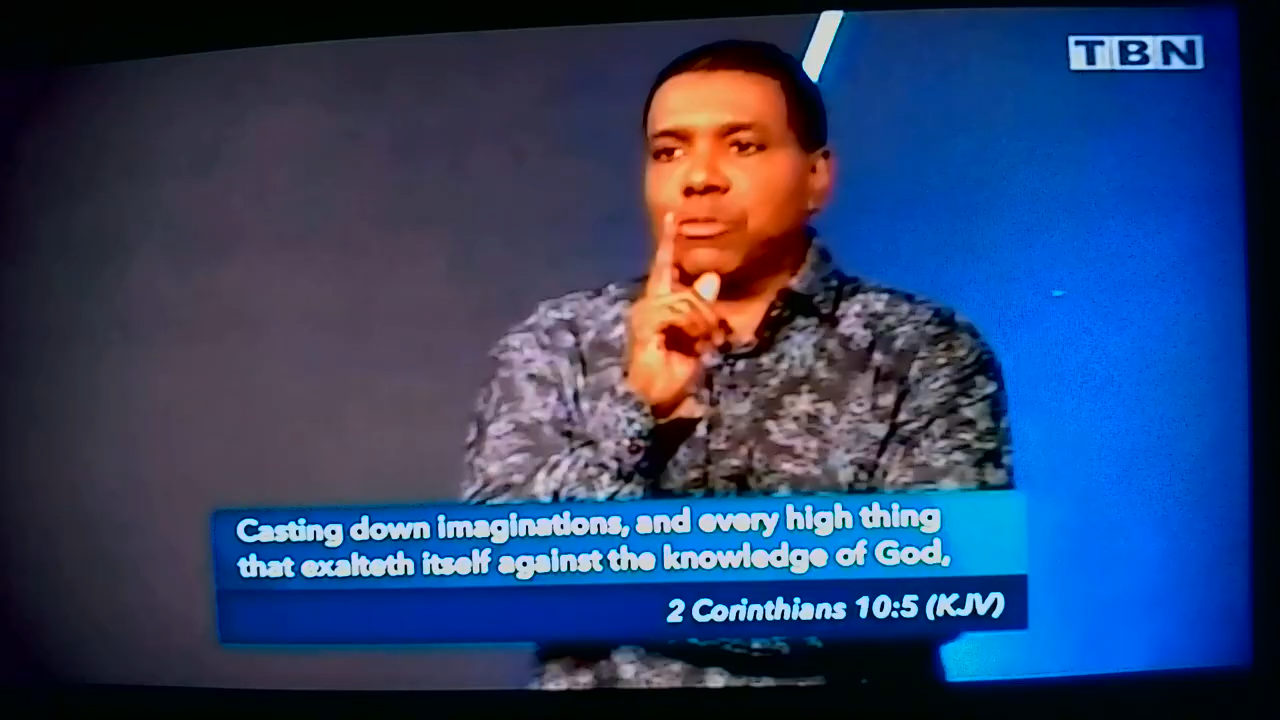 TBN
Casting down imaginations, and every high thing
that exalteth itself against the knowledge of God,
2 Corinthians 10:5 (KJV)